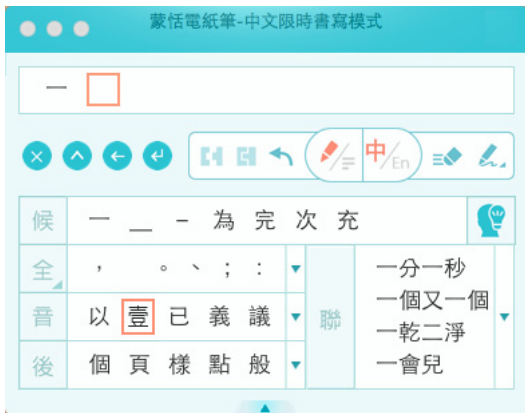 蒙恬電紙筆-中文限時書寫模式
一
中/En
候 一 __ － 為 完 次 充
全 ， 。 、 ； ：
音 以 壹 已 義 議
後 個 頁 樣 點 般
聯
一分一秒
一個又一個
一乾二淨
一會兒